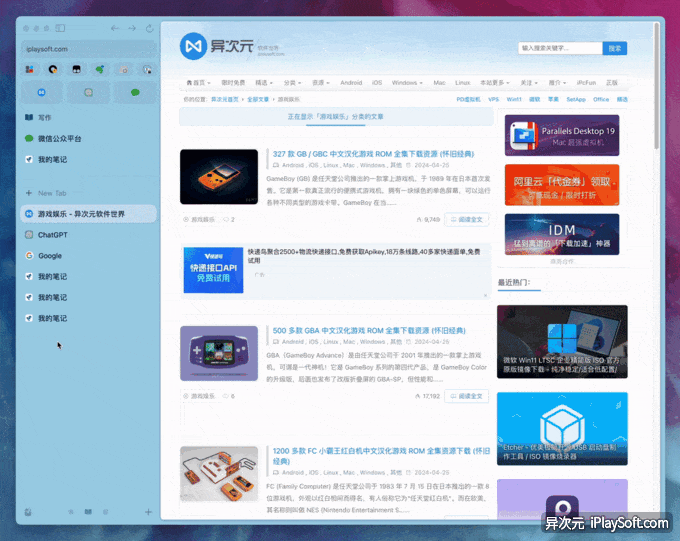 iplaysoft.com
写作
微信公众平台
我的笔记
New Tab
游戏娱乐 - 异次元软件世界
ChatGPT
Google
我的笔记
我的笔记
我的笔记
异次元
输入搜索关键字...
搜索
首页 限时免费 精选 分类 资源 Android iOS Windows Mac Linux 本站更多 关注 推介 iPcFun 正版
你的位置: 异次元首页 > 全部文章 > 游戏娱乐
PD虚拟机 VPS Win11 苹果 SetApp Office 精选
正在显示「游戏娱乐」分类的文章
327 款 GB / GBC 中文汉化游戏 ROM 全集下载资源 (怀旧经典)
Android , iOS , Linux , Mac , Windows , 其他 2024-04-25
GameBoy (GB) 是任天堂公司推出的一款掌上游戏机，于 1989 年在日本首次发
售。它是第一款真正流行的便携式游戏机，拥有一块绿色的单色屏幕，可以运行
各种不同类型的游戏卡带。GameBoy 在当......
游戏娱乐 2
9,749 阅读全文
快递鸟聚合2500+物流快递接口,免费获取Apikey,18万条线路,40多家快递面单,免费
试用
广告
快递接口API
免费试用
500 多款 GBA 中文汉化游戏 ROM 全集下载资源 (怀旧经典)
Android , iOS , Linux , Mac , Windows , 其他 2024-04-25
GBA（GameBoy Advance）是由任天堂公司于 2001 年推出的一款掌上游戏
机，可谓是一代神机！它是 GameBoy 系列的第四代产品，是 GameBoy Color
的升级版，后面也发布了改版折叠屏的 GBA-SP，但性能和......
游戏娱乐 6
17,192 阅读全文
1200 多款 FC 小霸王红白机中文汉化游戏 ROM 全集资源下载 (怀旧
经典)
Android , iOS , Linux , Mac , Windows , 其他 2024-04-25
FC (Family Computer) 是任天堂公司于 1983 年 7 月 15 日在日本推出的一款 8
位游戏机，外观以红白相间而得名，有人俗称它为"任天堂红白机"，而在欧美，
其名称则叫做 NES (Nintendo Entertainment S...
Parallels Desktop 19
Mac 超强虚拟机
阿里云「代金券」领取
可叠现金 / 限时打折
IDM
猛到离谱的「下载加速」神器
最近热门:
微软 Win11 LTSC 企业精简版 ISO 官方
原版镜像下载 - 纯净稳定/适合低配置/
Etcher - 优美极简开源 USB 启动盘制
作工具 / ISO 镜像烧录器
异次元 iPlaySoft.com